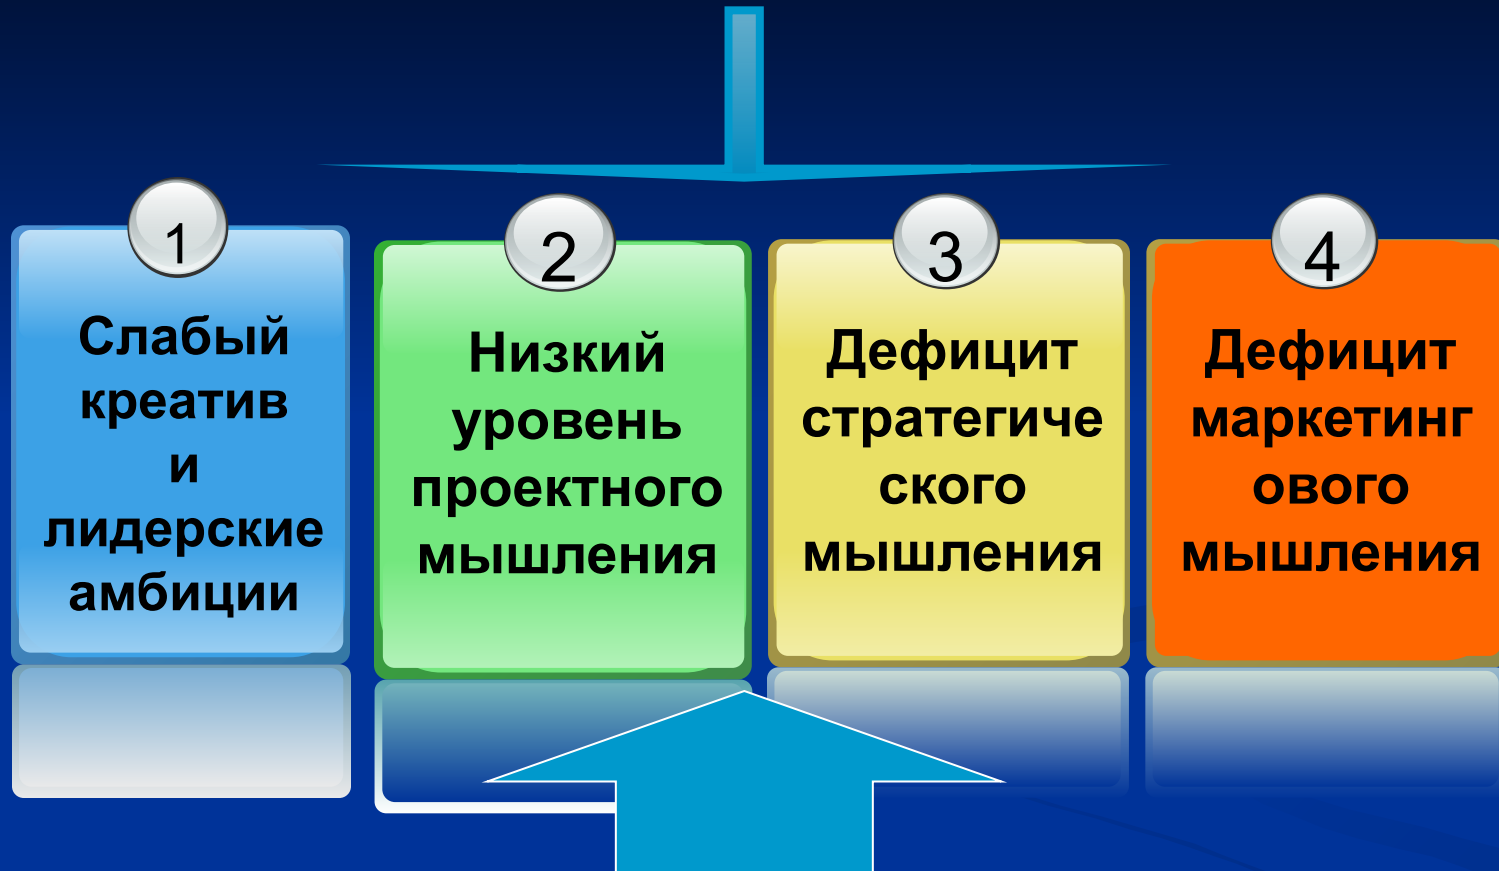 1
Слабый
креатив
и
лидерские
амбиции
2
Низкий
уровень
проектного
мышления
3
Дефицит
стратегиче
ского
мышления
4
Дефицит
маркетинг
ового
мышления